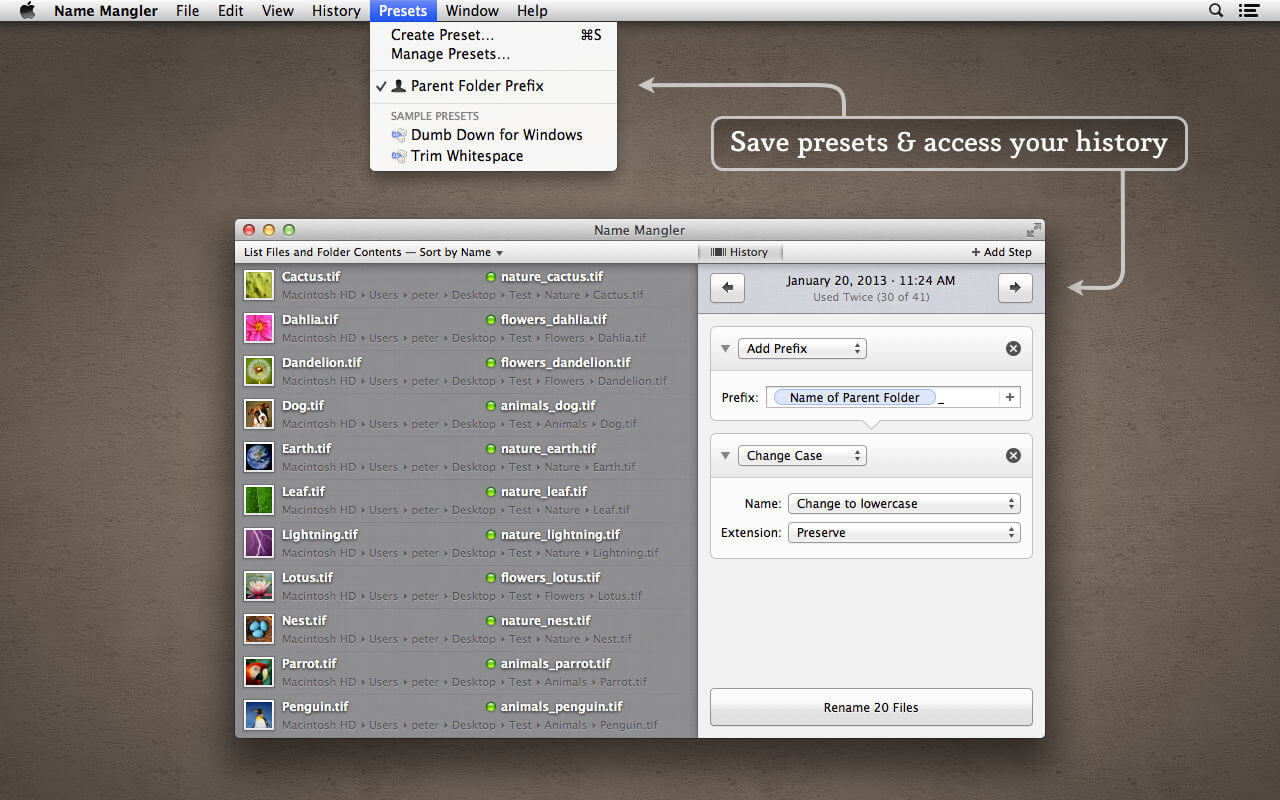 Name Mangler File Edit View History Presets Window Help
Create Preset… ⌘S
Manage Presets…
✓ Parent Folder Prefix
SAMPLE PRESETS
Dumb Down for Windows
Trim Whitespace
Save presets & access your history
Name Mangler
List Files and Folder Contents — Sort by Name ▼
History
+ Add Step
Cactus.tif nature_cactus.tif
Macintosh HD ▸ Users ▸ peter ▸ Desktop ▸ Test ▸ Nature ▸ Cactus.tif
Dahlia.tif flowers_dahlia.tif
Macintosh HD ▸ Users ▸ peter ▸ Desktop ▸ Test ▸ Flowers ▸ Dahlia.tif
Dandelion.tif flowers_dandelion.tif
Macintosh HD ▸ Users ▸ peter ▸ Desktop ▸ Test ▸ Flowers ▸ Dandelion.tif
Dog.tif animals_dog.tif
Macintosh HD ▸ Users ▸ peter ▸ Desktop ▸ Test ▸ Animals ▸ Dog.tif
Earth.tif nature_earth.tif
Macintosh HD ▸ Users ▸ peter ▸ Desktop ▸ Test ▸ Nature ▸ Earth.tif
Leaf.tif nature_leaf.tif
Macintosh HD ▸ Users ▸ peter ▸ Desktop ▸ Test ▸ Nature ▸ Leaf.tif
Lightning.tif nature_lightning.tif
Macintosh HD ▸ Users ▸ peter ▸ Desktop ▸ Test ▸ Nature ▸ Lightning.tif
Lotus.tif flowers_lotus.tif
Macintosh HD ▸ Users ▸ peter ▸ Desktop ▸ Test ▸ Flowers ▸ Lotus.tif
Nest.tif nature_nest.tif
Macintosh HD ▸ Users ▸ peter ▸ Desktop ▸ Test ▸ Nature ▸ Nest.tif
Parrot.tif animals_parrot.tif
Macintosh HD ▸ Users ▸ peter ▸ Desktop ▸ Test ▸ Animals ▸ Parrot.tif
Penguin.tif animals_penguin.tif
Macintosh HD ▸ Users ▸ peter ▸ Desktop ▸ Test ▸ Animals ▸ Penguin.tif
January 20, 2013 · 11:24 AM
Used Twice (30 of 41)
Add Prefix
Prefix: Name of Parent Folder _ +
Change Case
Name: Change to lowercase
Extension: Preserve
Rename 20 Files